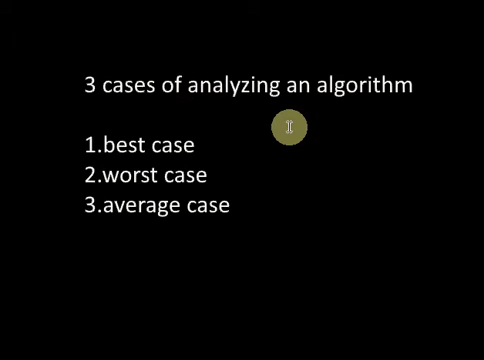 3 cases of analyzing an algorithm
1.best case
2.worst case
3.average case